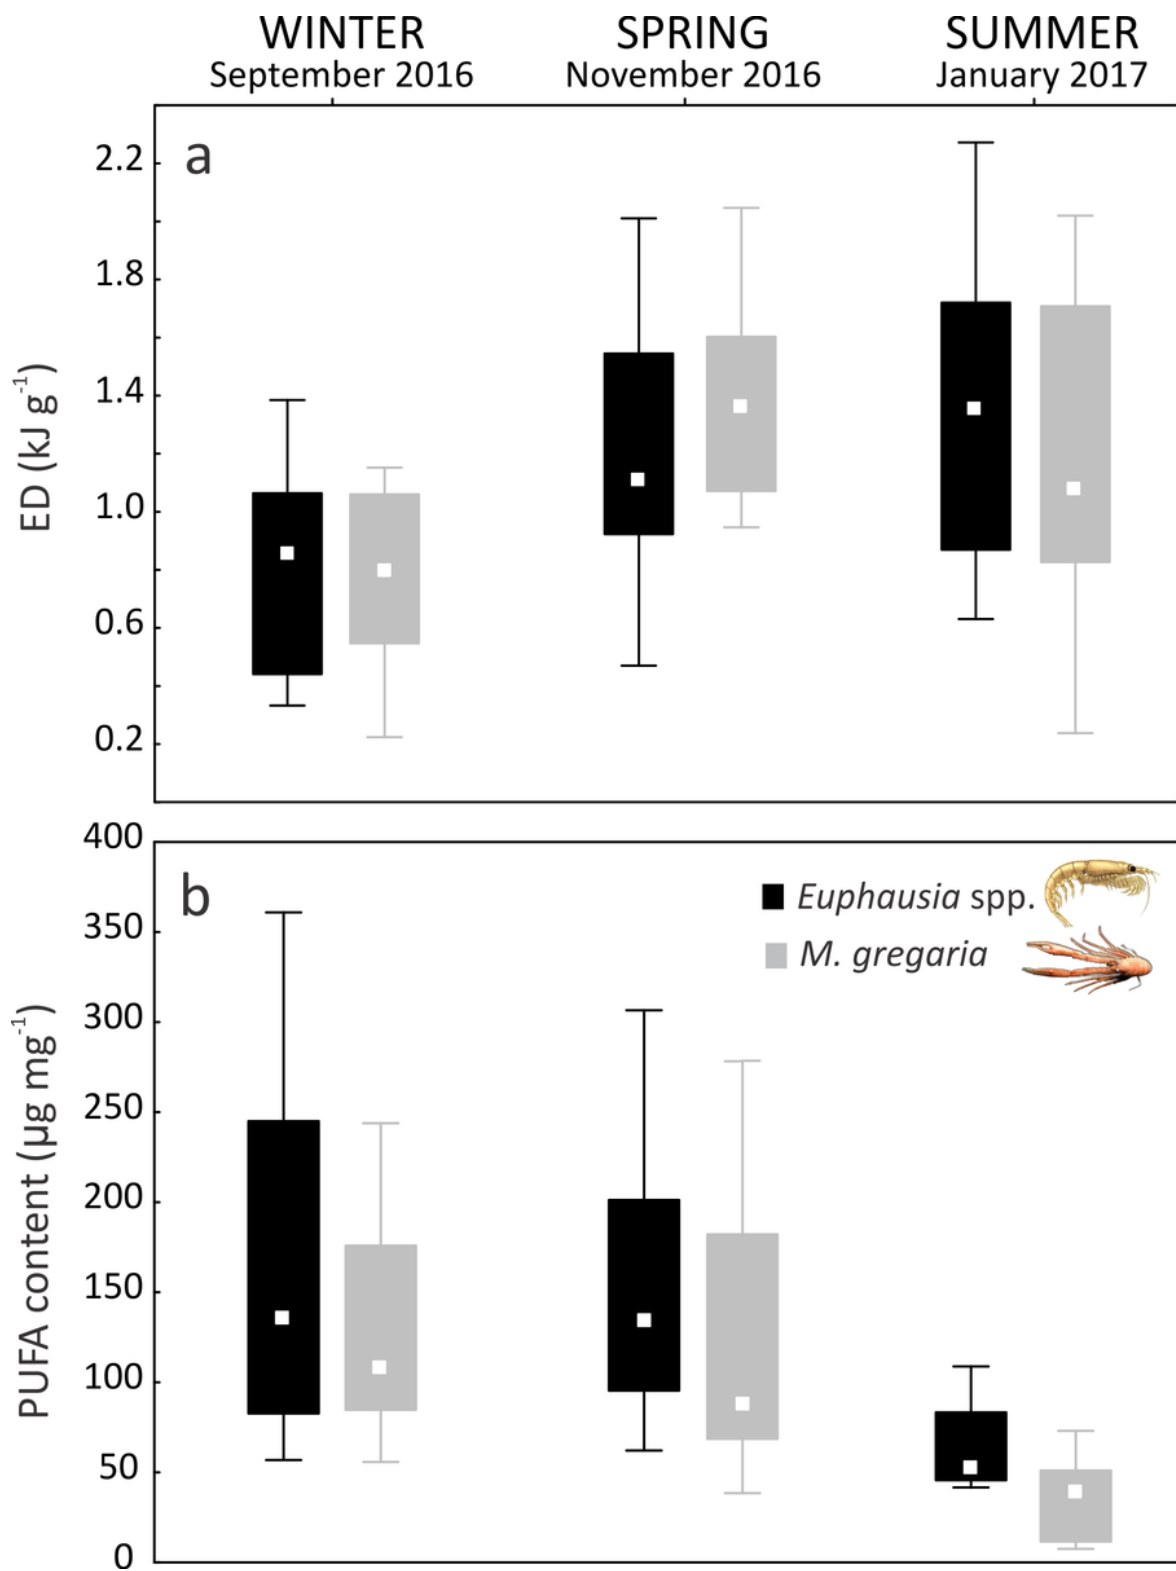 WINTER SPRING SUMMER
September 2016 November 2016 January 2017
a
2.2
1.8
1.4
1.0
0.6
0.2
ED (kJ g⁻¹)
b
400
350
300
250
200
150
100
50
0
PUFA content (µg mg⁻¹)
Euphausia spp.
M. gregaria